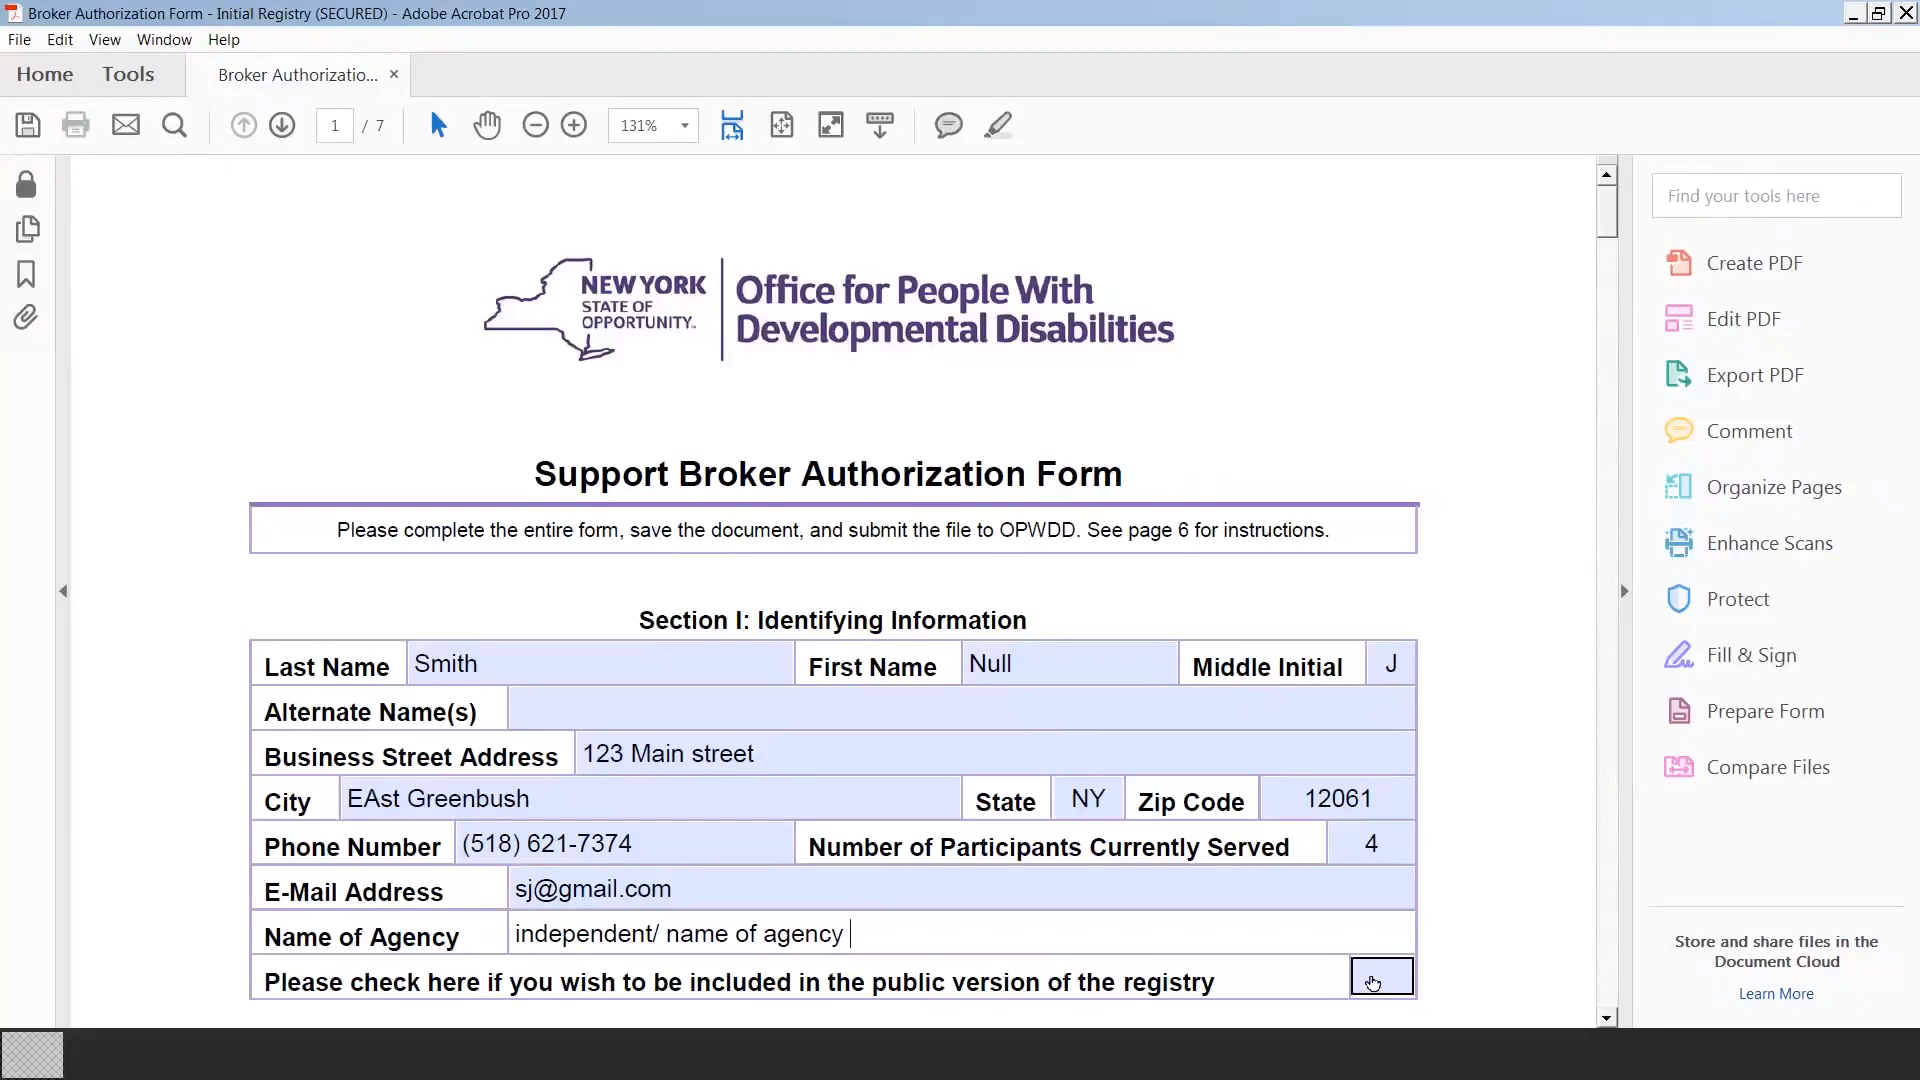 Broker Authorization Form - Initial Registry (SECURED) - Adobe Acrobat Pro 2017
File Edit View Window Help
Home Tools Broker Authorizatio... ×
1 / 7 131%
Find your tools here
Create PDF
Edit PDF
Export PDF
Comment
Organize Pages
Enhance Scans
Protect
Fill & Sign
Prepare Form
Compare Files
Store and share files in the
Document Cloud
Learn More
NEW YORK
STATE OF
OPPORTUNITY™
Office for People With
Developmental Disabilities
Support Broker Authorization Form
Please complete the entire form, save the document, and submit the file to OPWDD. See page 6 for instructions.
Section I: Identifying Information
Last Name Smith First Name Null Middle Initial J
Alternate Name(s)
Business Street Address 123 Main street
City EAst Greenbush State NY Zip Code 12061
Phone Number (518) 621-7374 Number of Participants Currently Served 4
E-Mail Address sj@gmail.com
Name of Agency independent/ name of agency
Please check here if you wish to be included in the public version of the registry